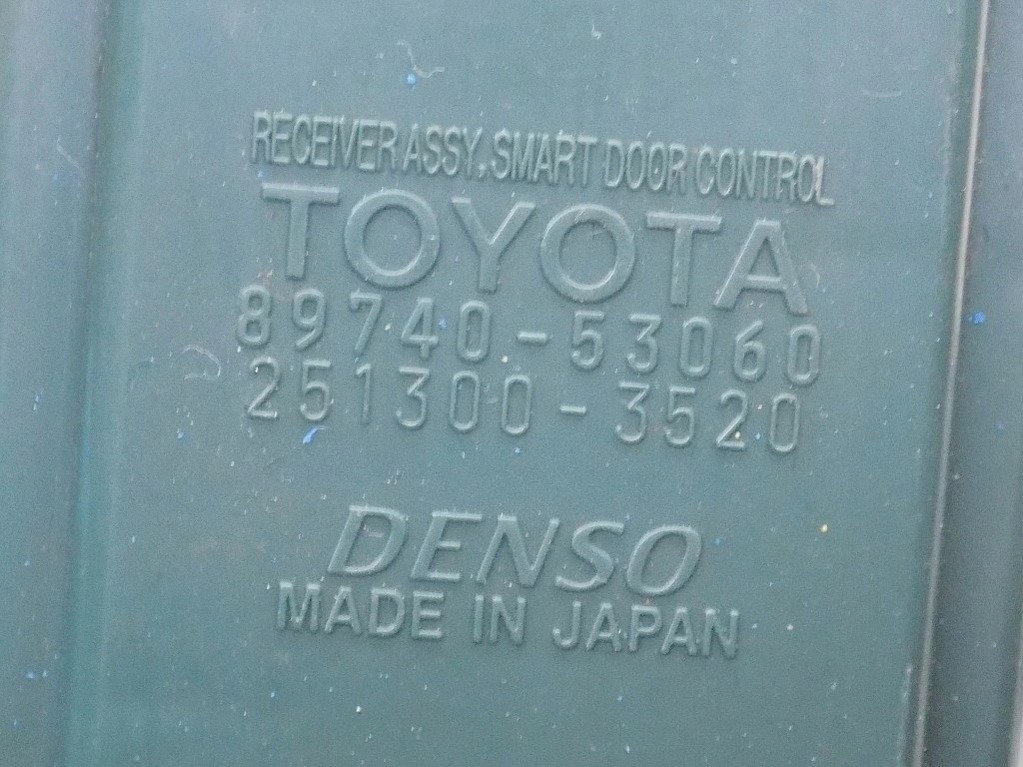 RECEIVER ASSY, SMART DOOR CONTROL
TOYOTA
89740-53060
251300-3520
DENSO
MADE IN JAPAN